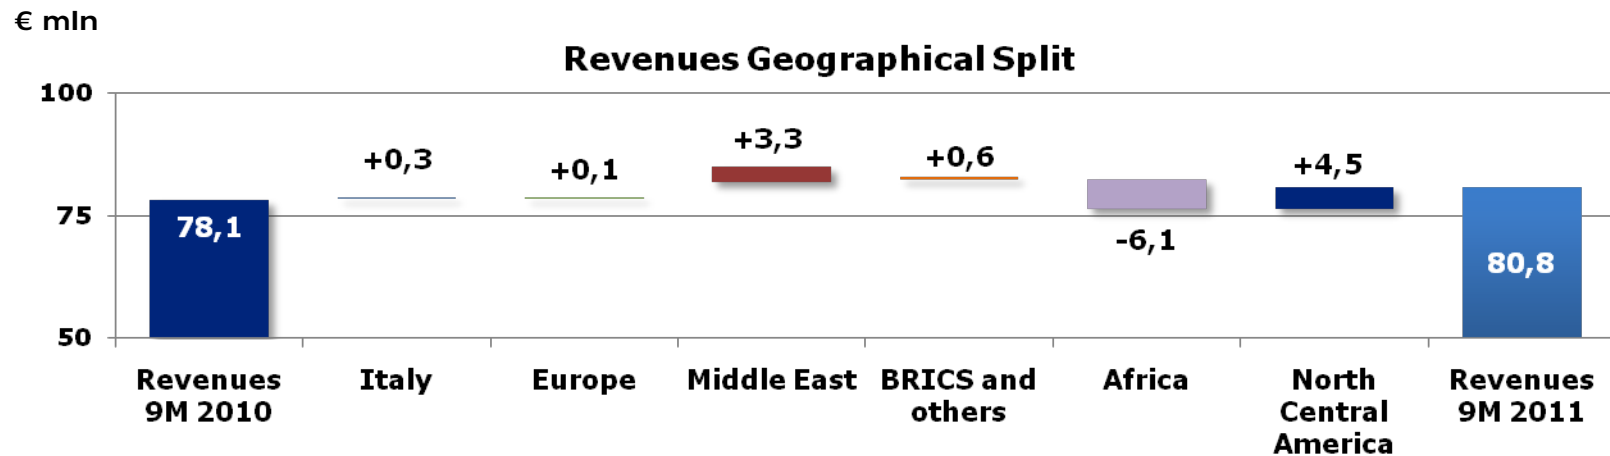 € mln
Revenues Geographical Split
100
75
50
+0,3
+0,1
+3,3
+0,6
-6,1
+4,5
78,1
80,8
Revenues
9M 2010
Italy
Europe
Middle East
BRICS and
others
Africa
North
Central
America
Revenues
9M 2011